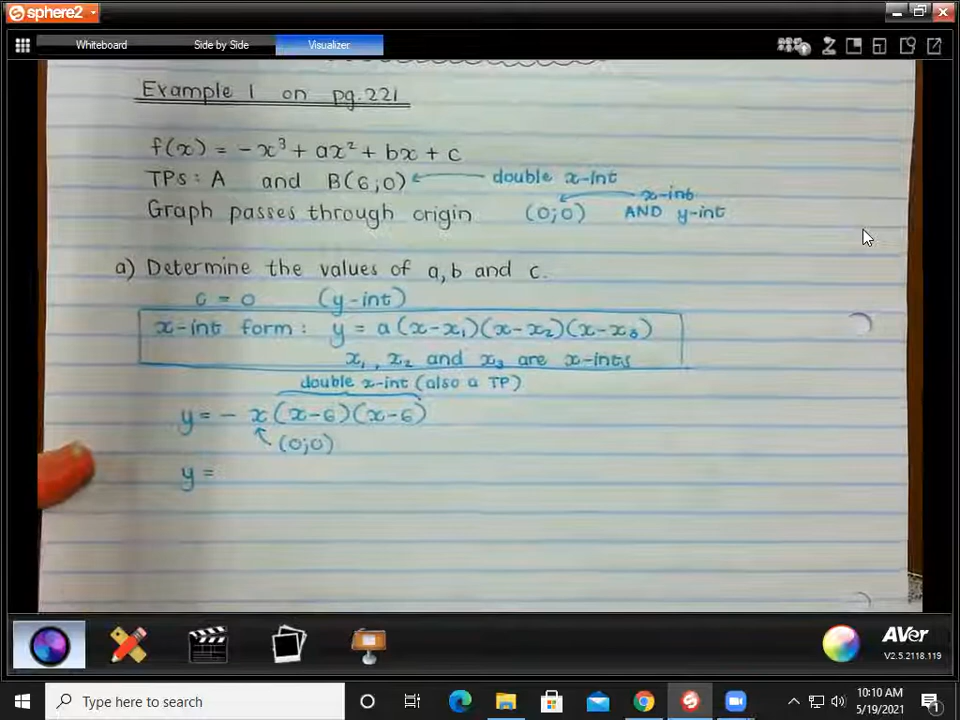 sphere2
Whiteboard
Side by Side
Visualizer
Example 1 on pg.221
f(x) = -x³ + ax² + bx + c
TPs: A and B(6;0) double x-int
x-int
Graph passes through origin (0;0) AND y-int
a) Determine the values of a, b and c.
c = 0 (y-int)
x-int form: y = a(x-x₁)(x-x₂)(x-x₃)
x₁, x₂ and x₃ are x-ints
double x-int (also a TP)
y = - x(x-6)(x-6)
(0;0)
y =
AVer
V2.5.2118.119
Type here to search
10:10 AM
5/19/2021
1